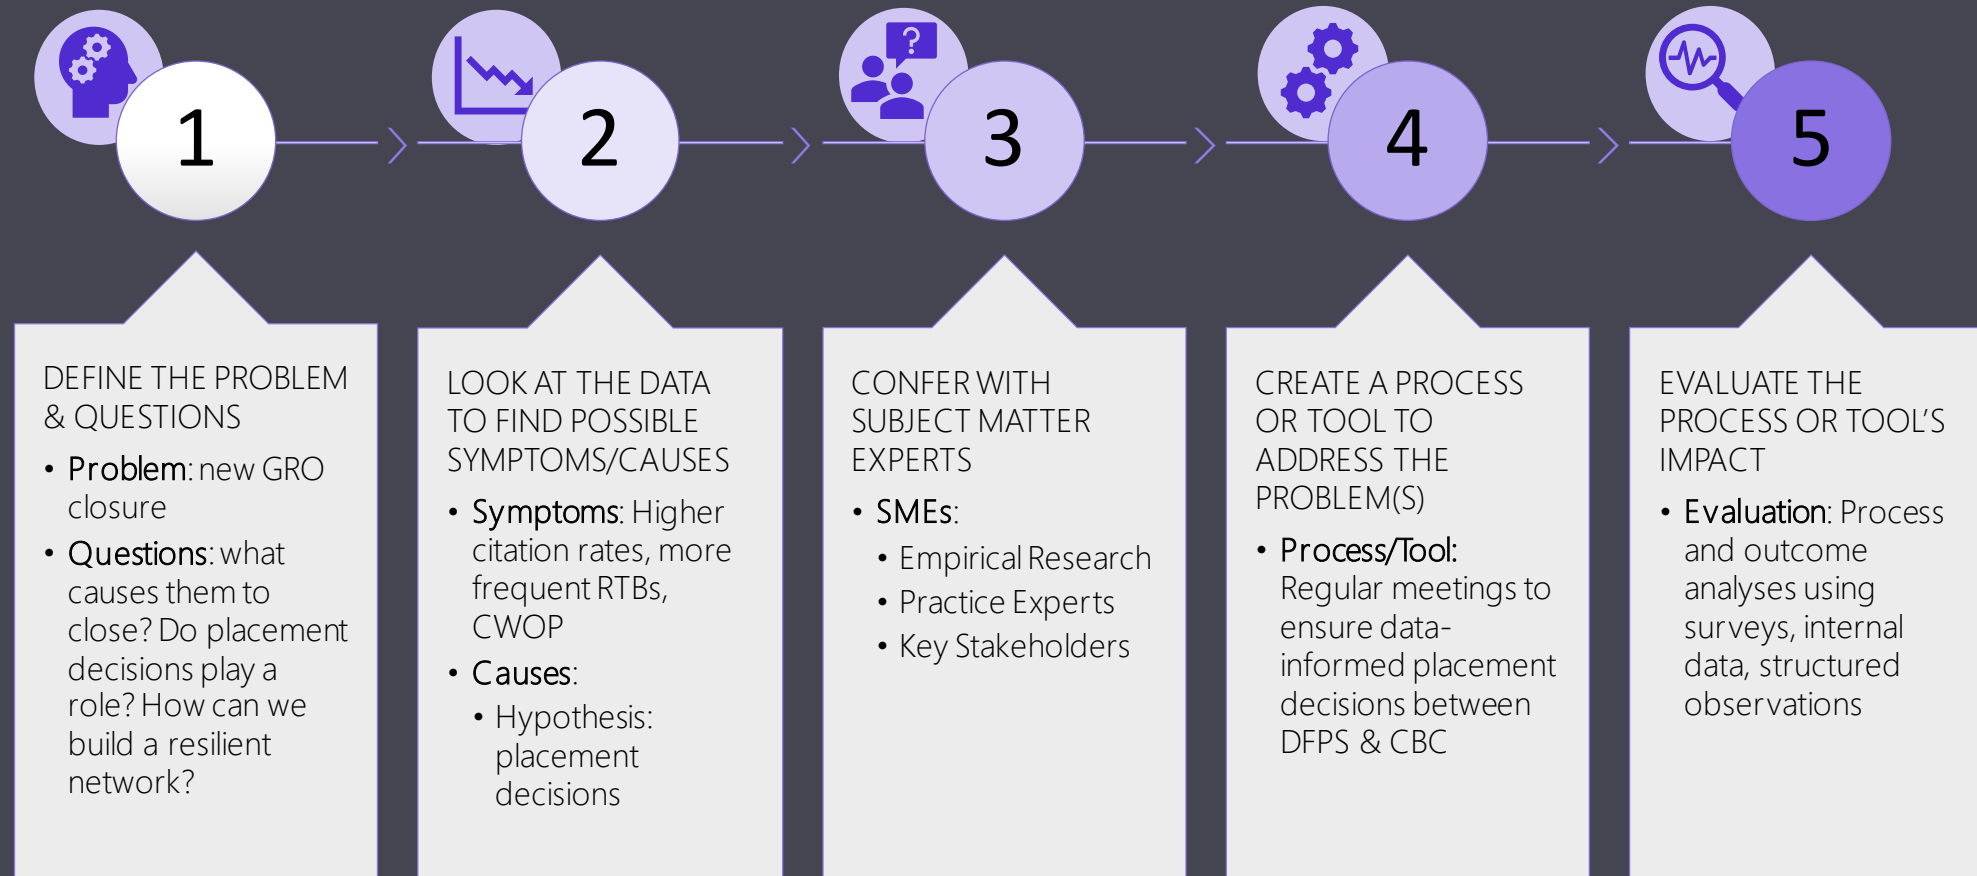 1
DEFINE THE PROBLEM
& QUESTIONS
• Problem: new GRO
closure
• Questions: what
causes them to
close? Do placement
decisions play a
role? How can we
build a resilient
network?
2
LOOK AT THE DATA
TO FIND POSSIBLE
SYMPTOMS/CAUSES
• Symptoms: Higher
citation rates, more
frequent RTBs,
CWOP
• Causes:
• Hypothesis:
placement
decisions
?
3
CONFER WITH
SUBJECT MATTER
EXPERTS
• SMEs:
• Empirical Research
• Practice Experts
• Key Stakeholders
4
CREATE A PROCESS
OR TOOL TO
ADDRESS THE
PROBLEM(S)
• Process/Tool:
Regular meetings to
ensure data-
informed placement
decisions between
DFPS & CBC
5
EVALUATE THE
PROCESS OR TOOL’S
IMPACT
• Evaluation: Process
and outcome
analyses using
surveys, internal
data, structured
observations